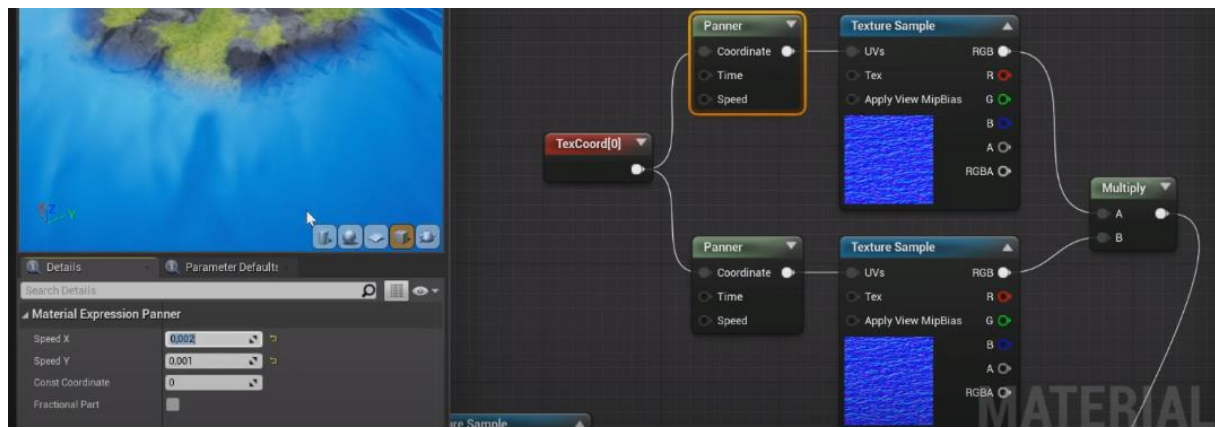 Z
Y
Details
Parameter Defaults
Search Details
Material Expression Panner
Speed X
0,002
Speed Y
0,001
Const Coordinate
0
Fractional Part
TexCoord[0]
Panner
Coordinate
Time
Speed
Texture Sample
UVs
RGB
Tex
R
Apply View MipBias
G
B
A
RGBA
Panner
Coordinate
Time
Speed
Texture Sample
UVs
RGB
Tex
R
Apply View MipBias
G
B
A
RGBA
Multiply
A
B
ure Sample
MATERIAL